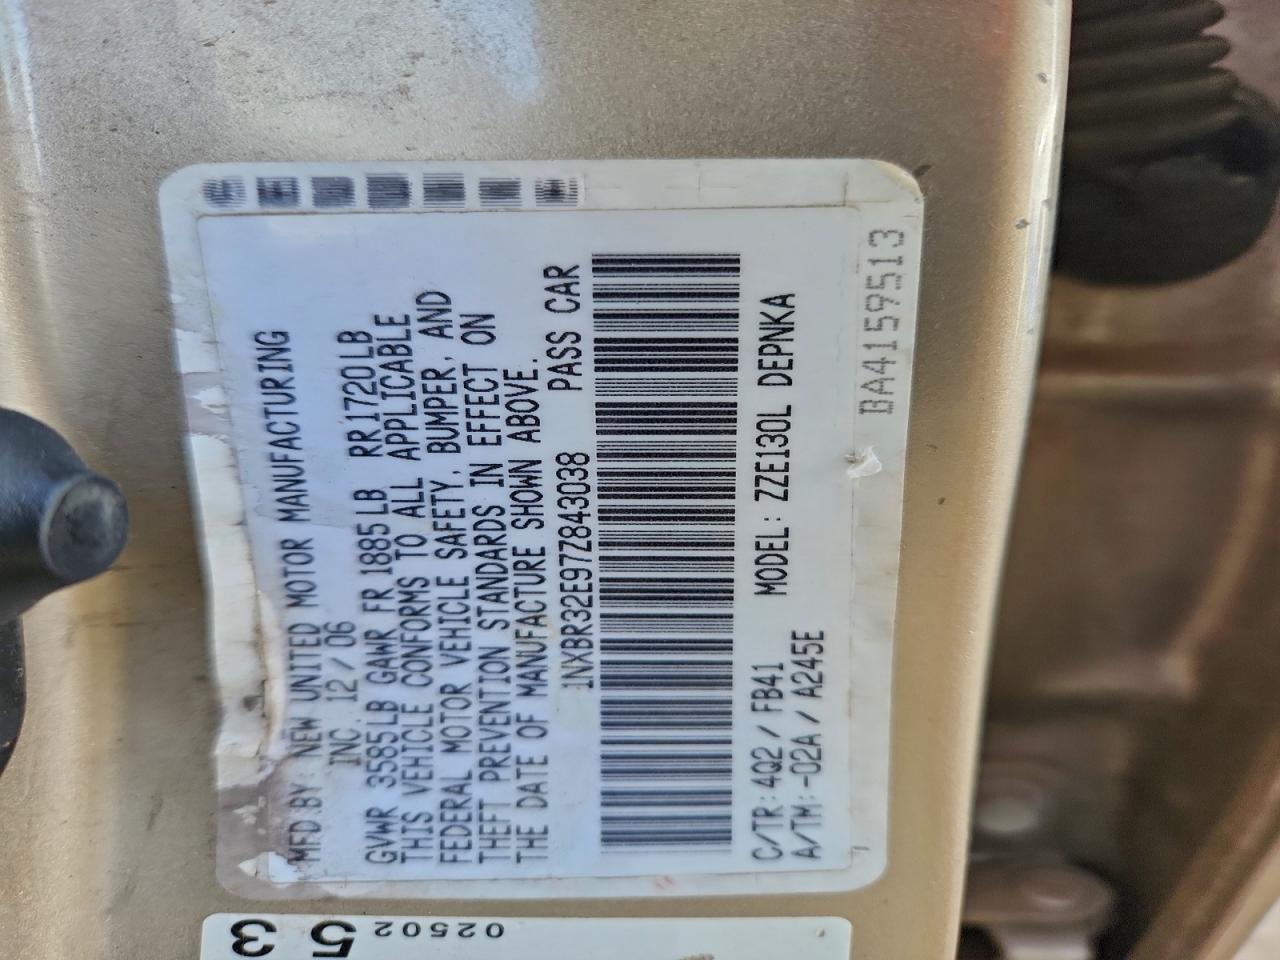 MFD.BY: NEW UNITED MOTOR MANUFACTURING
INC. 12/06
GVWR 3585LB GAWR FR 1885LB RR1720LB
THIS VEHICLE CONFORMS TO ALL APPLICABLE
FEDERAL MOTOR VEHICLE SAFETY, BUMPER, AND
THEFT PREVENTION STANDARDS IN EFFECT ON
THE DATE OF MANUFACTURE SHOWN ABOVE.
1NXBR32E97Z843038 PASS CAR
C/TR:4Q2/FB41 MODEL: ZZE130L DEPNKA
A/TM:-02A/A245E
BA4159513
53
02502